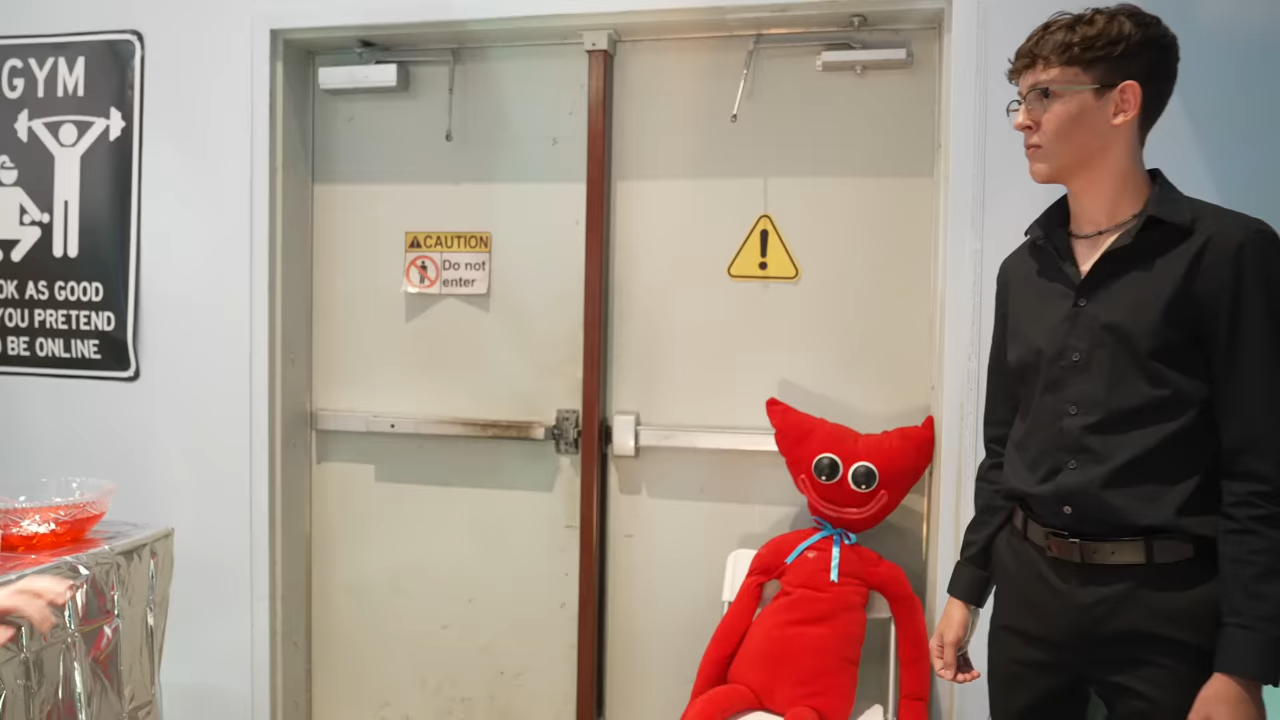 GYM
OK AS GOOD
YOU PRETEND
BE ONLINE
CAUTION
Do not
enter
!